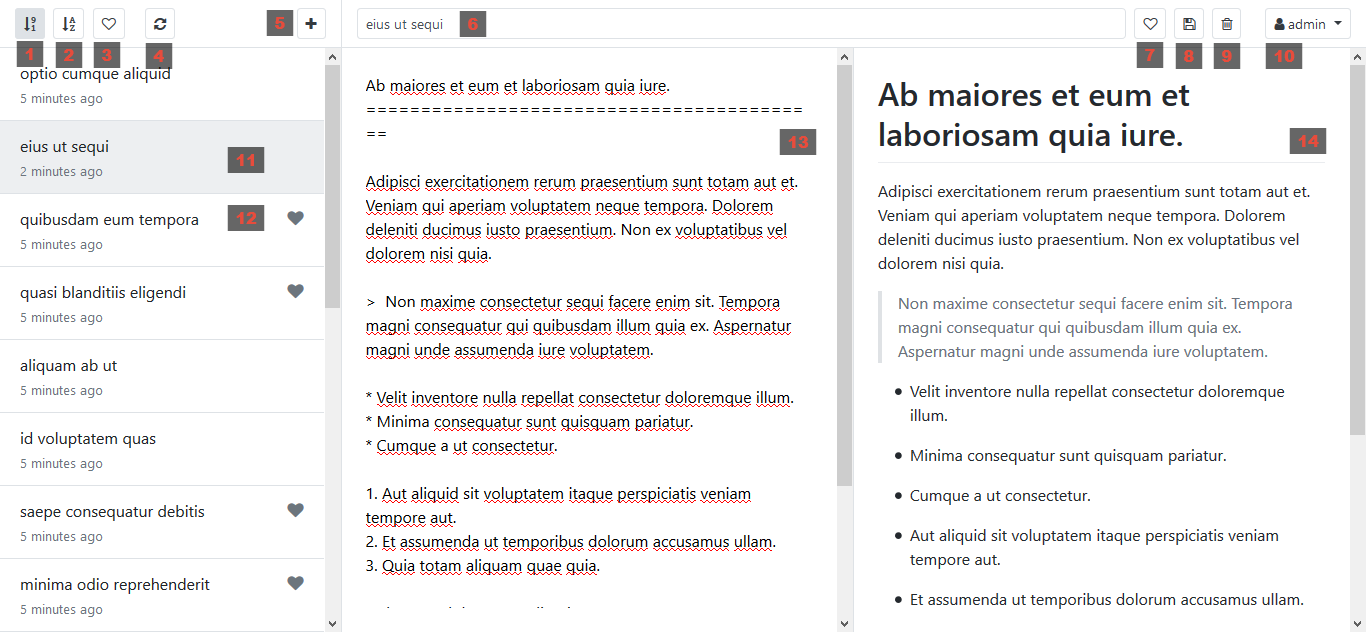 5
eius ut sequi
6
admin
1
2
3
4
7
8
9
10
optio cumque aliquid
5 minutes ago
eius ut sequi
11
2 minutes ago
quibusdam eum tempora
12
5 minutes ago
quasi blanditiis eligendi
5 minutes ago
aliquam ab ut
5 minutes ago
id voluptatem quas
5 minutes ago
saepe consequatur debitis
5 minutes ago
minima odio reprehenderit
5 minutes ago
Ab maiores et eum et laboriosam quia iure.
========================================
==
13
Adipisci exercitationem rerum praesentium sunt totam aut et.
Veniam qui aperiam voluptatem neque tempora. Dolorem
deleniti ducimus iusto praesentium. Non ex voluptatibus vel
dolorem nisi quia.
> Non maxime consectetur sequi facere enim sit. Tempora
magni consequatur qui quibusdam illum quia ex. Aspernatur
magni unde assumenda iure voluptatem.
* Velit inventore nulla repellat consectetur doloremque illum.
* Minima consequatur sunt quisquam pariatur.
* Cumque a ut consectetur.
1. Aut aliquid sit voluptatem itaque perspiciatis veniam
tempore aut.
2. Et assumenda ut temporibus dolorum accusamus ullam.
3. Quia totam aliquam quae quia.
Ab maiores et eum et
laboriosam quia iure.
14
Adipisci exercitationem rerum praesentium sunt totam aut et.
Veniam qui aperiam voluptatem neque tempora. Dolorem
deleniti ducimus iusto praesentium. Non ex voluptatibus vel
dolorem nisi quia.
Non maxime consectetur sequi facere enim sit. Tempora
magni consequatur qui quibusdam illum quia ex.
Aspernatur magni unde assumenda iure voluptatem.
• Velit inventore nulla repellat consectetur doloremque
illum.
• Minima consequatur sunt quisquam pariatur.
• Cumque a ut consectetur.
• Aut aliquid sit voluptatem itaque perspiciatis veniam
tempore aut.
• Et assumenda ut temporibus dolorum accusamus ullam.